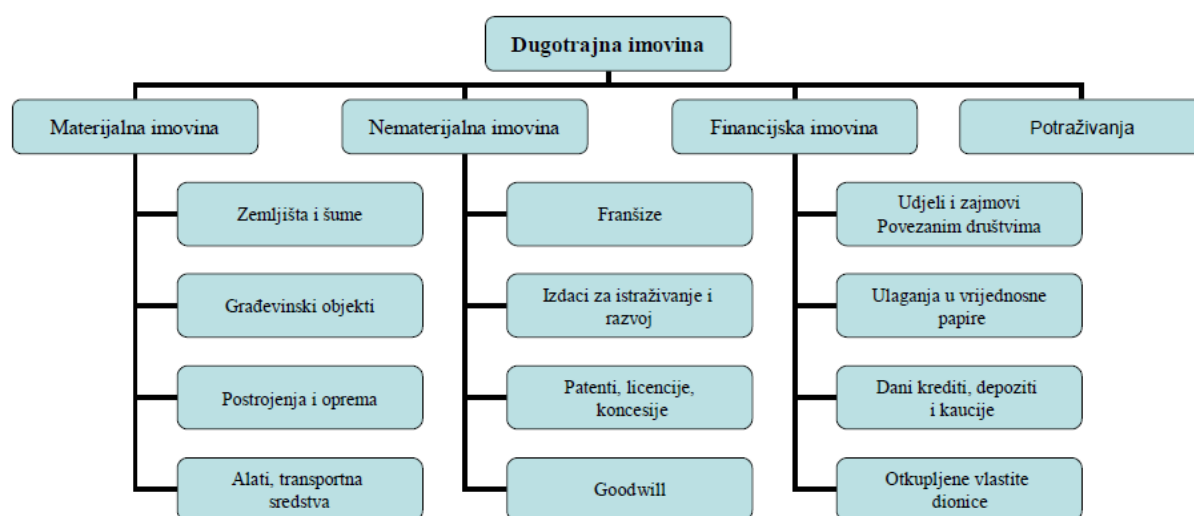 Dugotrajna imovina
Materijalna imovina
Nematerijalna imovina
Financijska imovina
Potraživanja
Zemljišta i šume
Franšize
Udjeli i zajmovi
Povezanim društvima
Građevinski objekti
Izdaci za istraživanje i
razvoj
Ulaganja u vrijednosne
papire
Postrojenja i oprema
Patenti, licencije,
koncesije
Dani krediti, depoziti
i kaucije
Alati, transportna
sredstva
Goodwill
Otkupljene vlastite
dionice